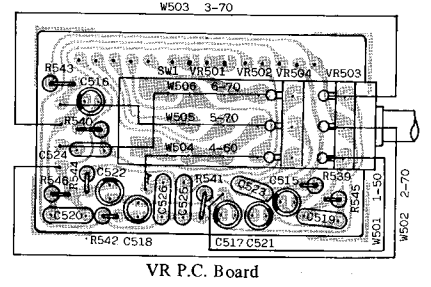 W503 3-70
R543
C516
SW1 VR501 VR502 VR504 VR503
W506 6-70
W505 5-70
R540
W504 4-60
C524
R544
R546
C522
C526
C525
R541
C523
C515
R539
R545
C520
R542
C518
C517
C521
C519
W501 1-50
W502 2-70
VR P.C. Board